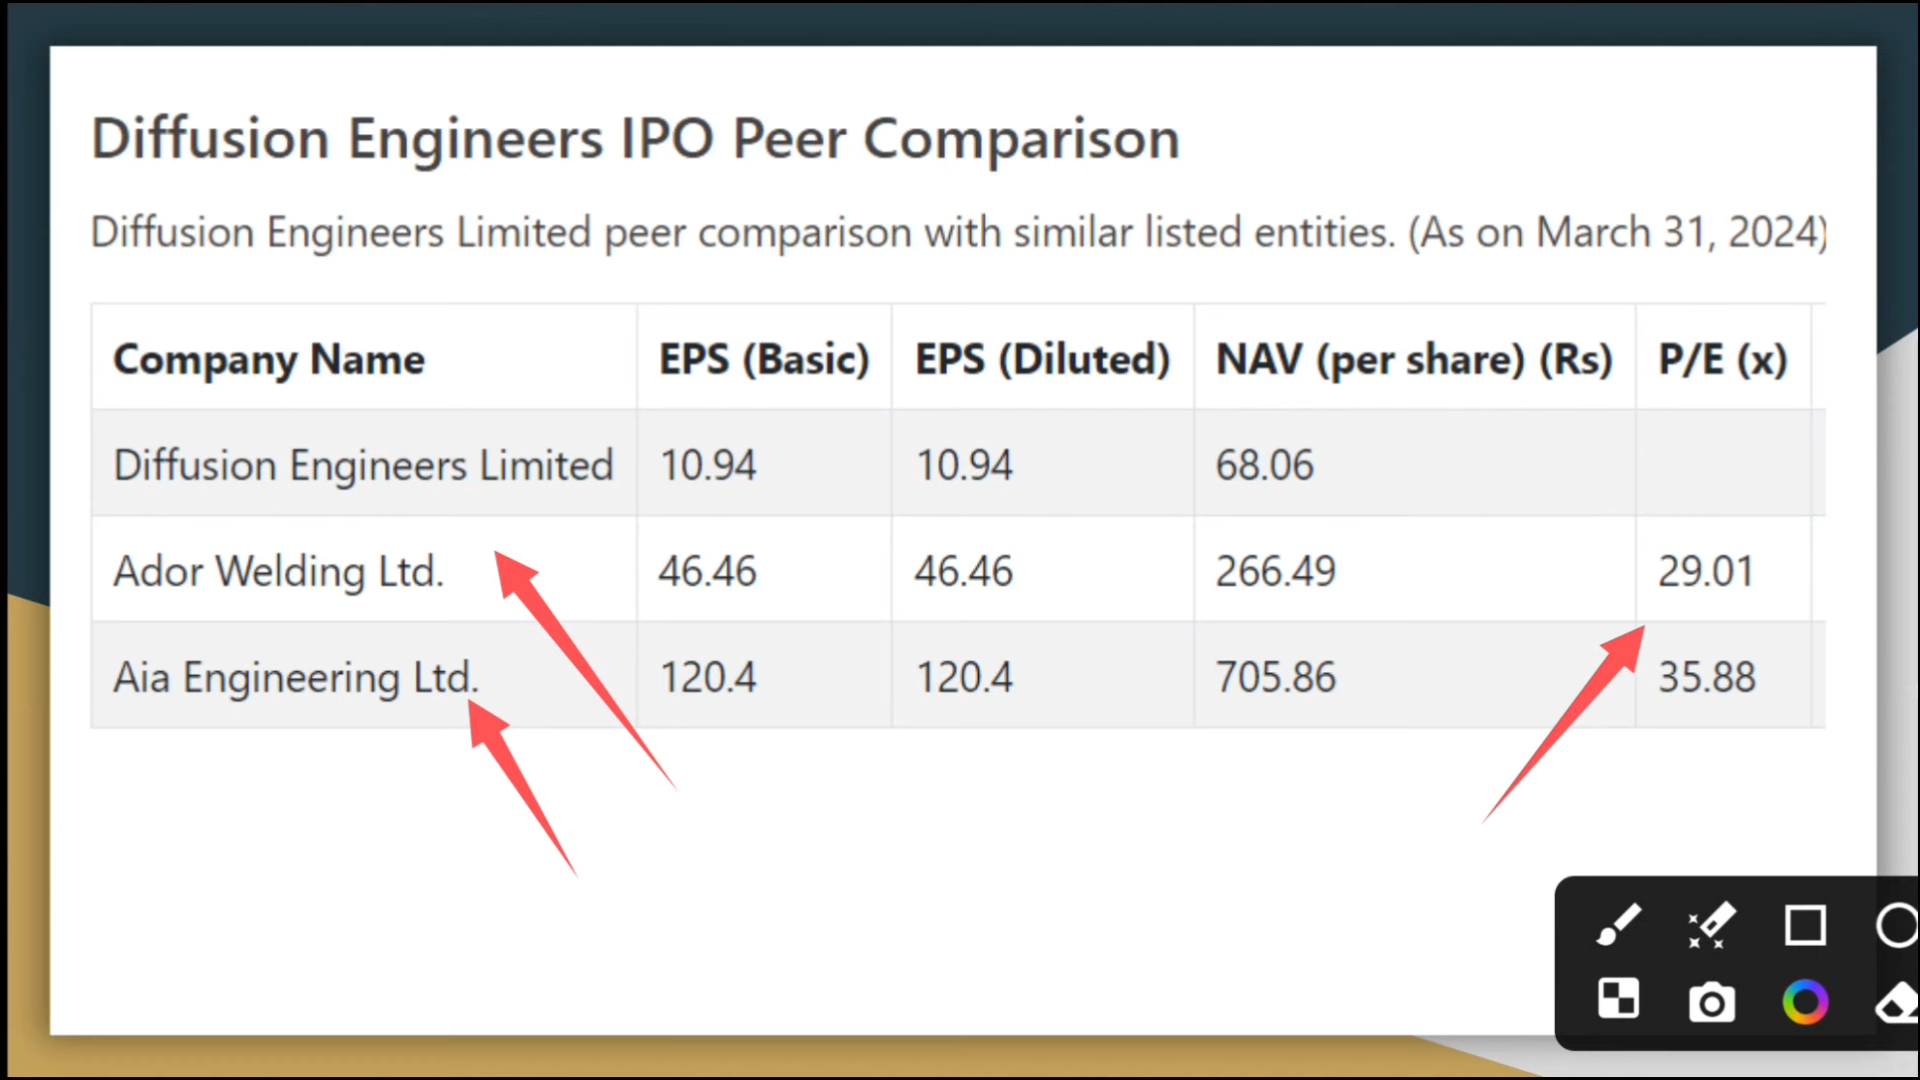 Diffusion Engineers IPO Peer Comparison
Diffusion Engineers Limited peer comparison with similar listed entities. (As on March 31, 2024)
Company Name EPS (Basic) EPS (Diluted) NAV (per share) (Rs) P/E (x)
Diffusion Engineers Limited 10.94 10.94 68.06
Ador Welding Ltd. 46.46 46.46 266.49 29.01
Aia Engineering Ltd. 120.4 120.4 705.86 35.88